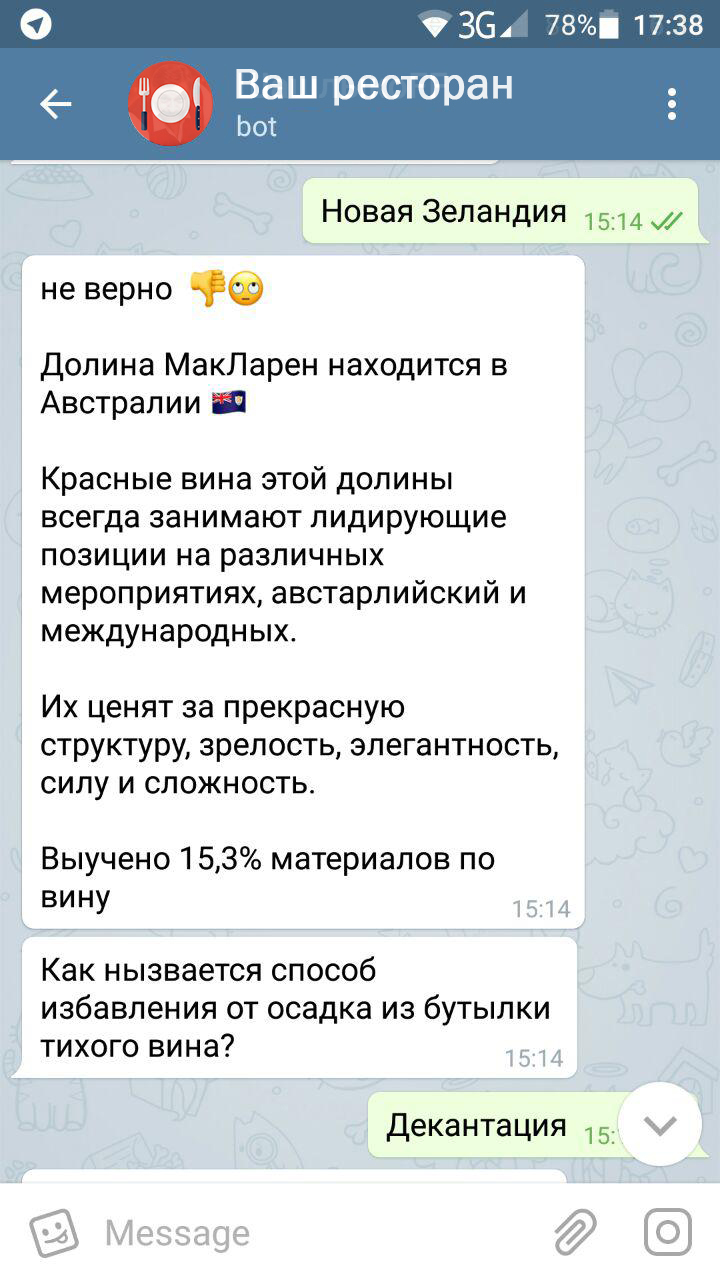 3G 78% 17:38
Ваш ресторан
bot
Новая Зеландия 15:14
не верно
Долина МакЛарен находится в
Австралии
Красные вина этой долины
всегда занимают лидирующие
позиции на различных
мероприятиях, австарлийский и
международных.
Их ценят за прекрасную
структуру, зрелость, элегантность,
силу и сложность.
Выучено 15,3% материалов по
вину
15:14
Как нызвается способ
избавления от осадка из бутылки
тихого вина?
15:14
Декантация 15:
Message